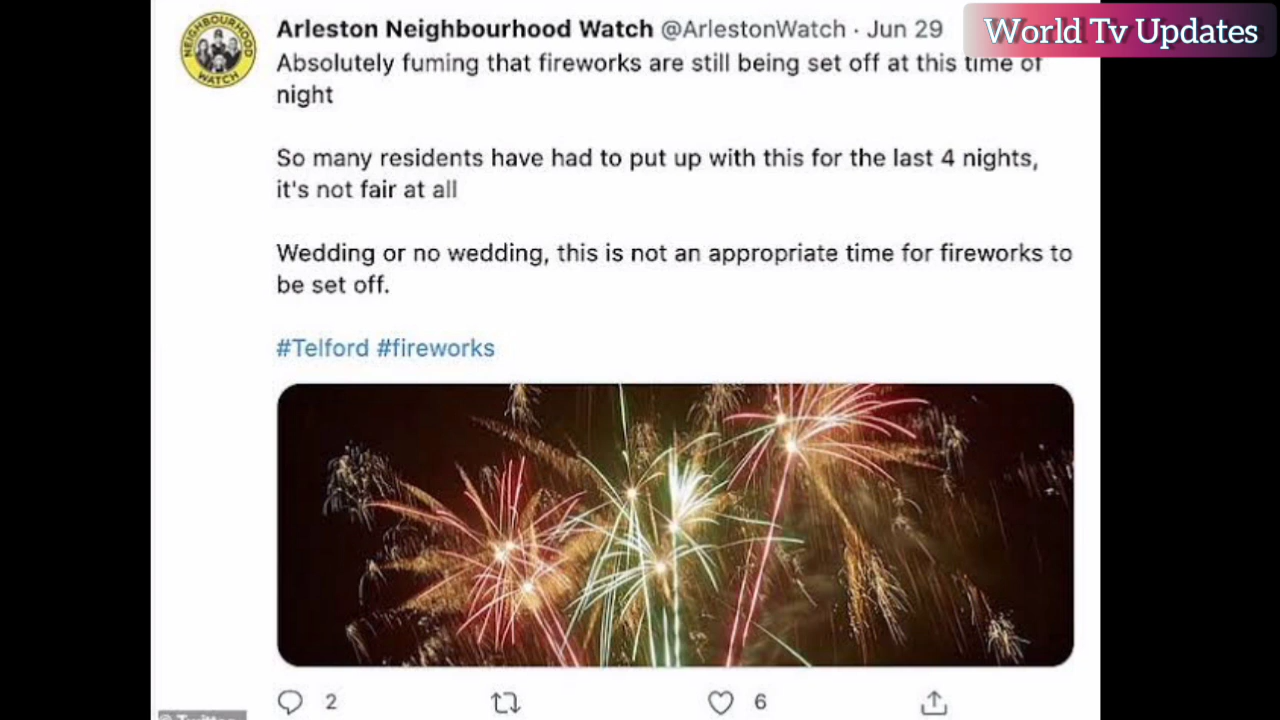 World Tv Updates
NEIGHBOURHOOD
WATCH
Arleston Neighbourhood Watch @ArlestonWatch · Jun 29
Absolutely fuming that fireworks are still being set off at this time of
night
So many residents have had to put up with this for the last 4 nights,
it's not fair at all
Wedding or no wedding, this is not an appropriate time for fireworks to
be set off.
#Telford #fireworks
2
6
© Twitter